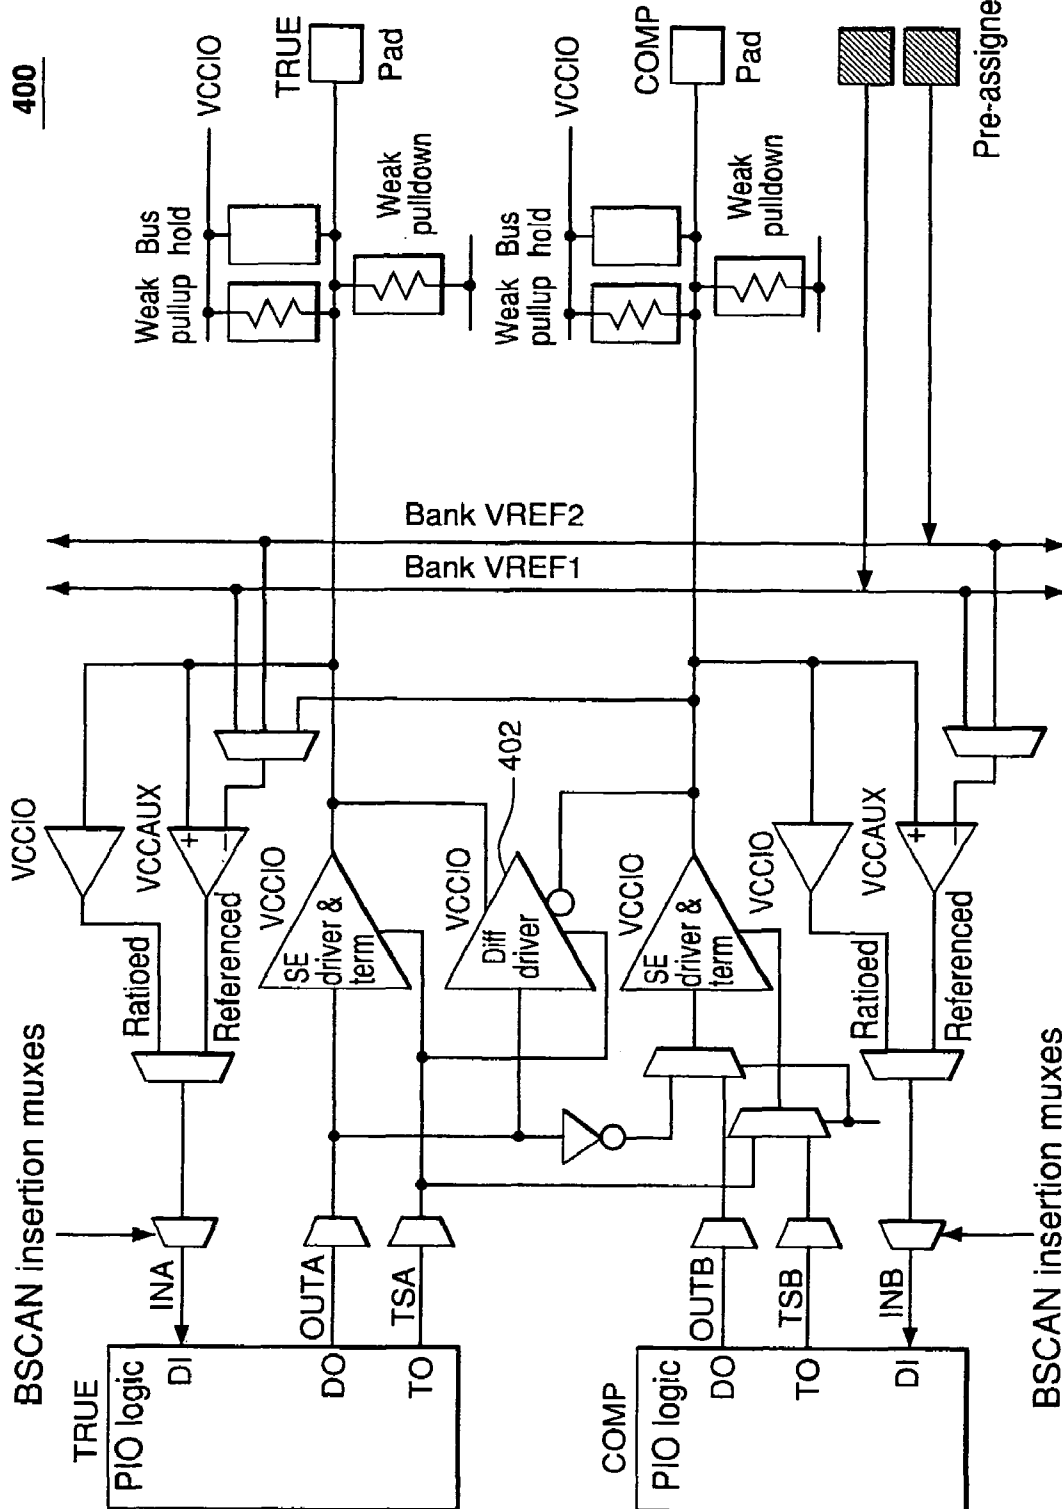 400
BSCAN insertion muxes
TRUE
PIO logic
DI
DO
TO
INA
OUTA
TSA
Ratioed
Referenced
VCCIO
VCCAUX
+
−
VCCIO
SE
driver &
term
VCCIO
Diff
driver
402
Bank VREF2
Bank VREF1
Weak
pullup
Bus
hold
VCCIO
Weak
pulldown
TRUE
Pad
COMP
PIO logic
DO
TO
DI
OUTB
TSB
INB
VCCIO
SE
driver &
term
VCCIO
VCCAUX
+
−
Ratioed
Referenced
Weak
pullup
Bus
hold
VCCIO
Weak
pulldown
COMP
Pad
Pre-assigne
BSCAN insertion muxes